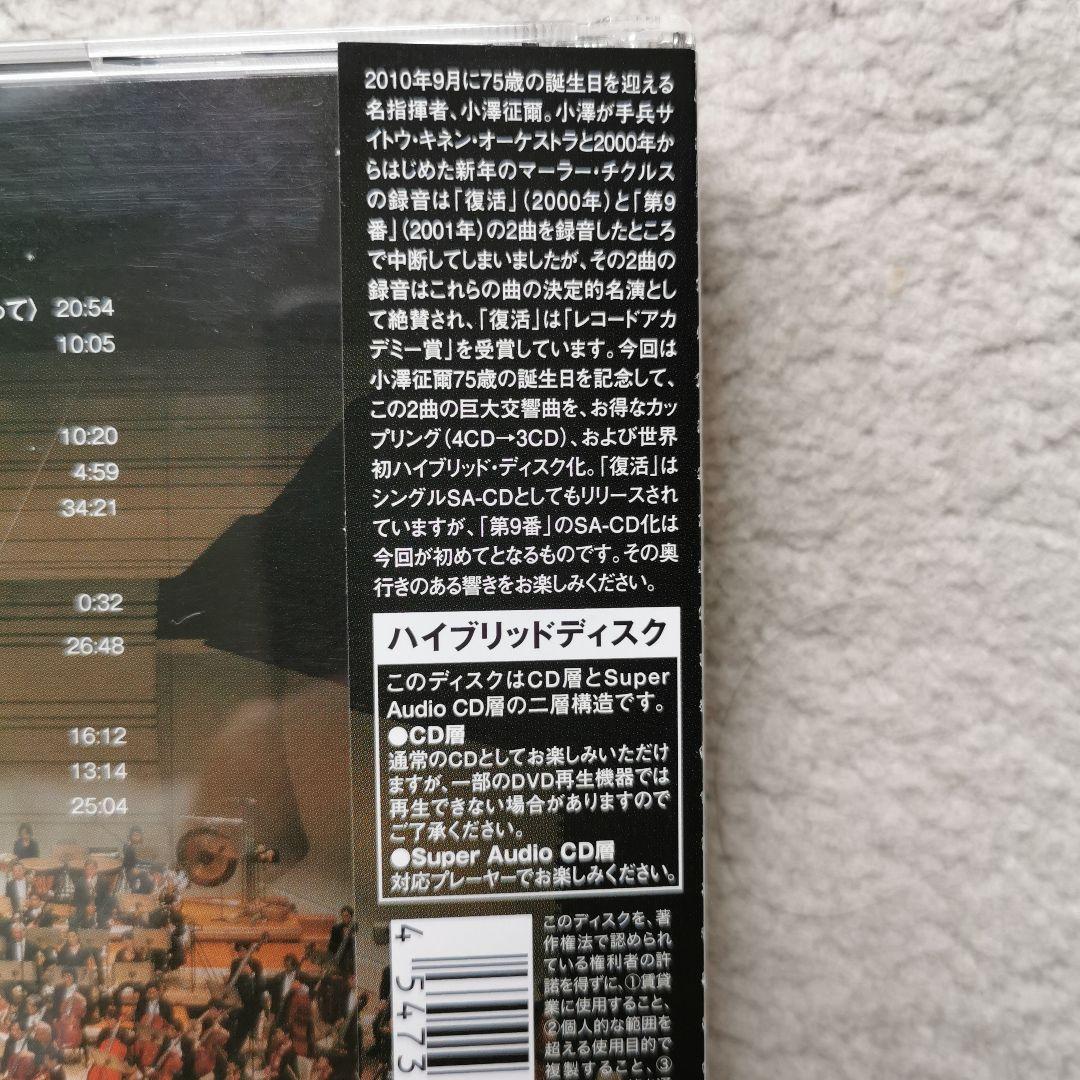 って〉 20:54
10:05
10:20
4:59
34:21
0:32
26:48
16:12
13:14
25:04
2010年9月に75歳の誕生日を迎える
名指揮者、小澤征爾。小澤が手兵サ
イトウ・キネン・オーケストラと2000年か
らはじめた新年のマーラー・チクルス
の録音は「復活」(2000年)と「第9
番」(2001年)の2曲を録音したところ
で中断してしまいましたが、その2曲の
録音はこれらの曲の決定的名演とし
て絶賛され、「復活」は「レコードアカ
デミー賞」を受賞しています。今回は
小澤征爾75歳の誕生日を記念して、
この2曲の巨大交響曲を、お得なカッ
プリング(4CD→3CD)、および世界
初ハイブリッド・ディスク化。「復活」は
シングルSA-CDとしてもリリースされ
ていますが、「第9番」のSA-CD化は
今回が初めてとなるものです。その奥
行きのある響きをお楽しみください。
ハイブリッドディスク
このディスクはCD層とSuper
Audio CD層の二層構造です。
●CD層
通常のCDとしてお楽しみいただけ
ますが、一部のDVD再生機器では
再生できない場合がありますので
ご了承ください。
●Super Audio CD層
対応プレーヤーでお楽しみください。
4 5473
このディスクを、著
作権法で認められ
ている権利者の許
諾を得ずに、①賃貸
業に使用すること、
②個人的な範囲を
超える使用目的で
複製すること、③